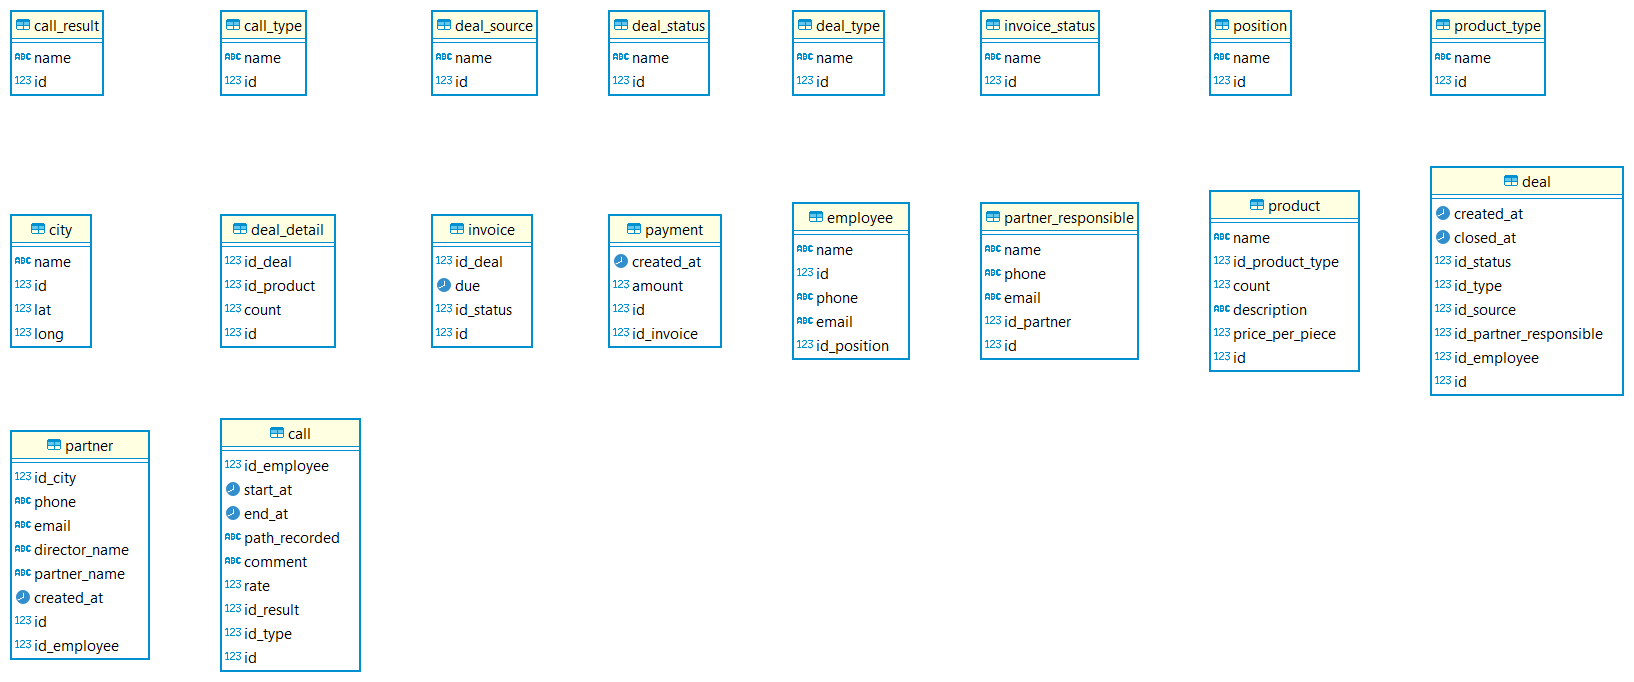 call_result
ABC name
123 id
call_type
ABC name
123 id
deal_source
ABC name
123 id
deal_status
ABC name
123 id
deal_type
ABC name
123 id
invoice_status
ABC name
123 id
position
ABC name
123 id
product_type
ABC name
123 id
city
ABC name
123 id
123 lat
123 long
deal_detail
123 id_deal
123 id_product
123 count
123 id
invoice
123 id_deal
due
123 id_status
123 id
payment
created_at
123 amount
123 id
123 id_invoice
employee
ABC name
123 id
ABC phone
ABC email
123 id_position
partner_responsible
ABC name
ABC phone
ABC email
123 id_partner
123 id
product
ABC name
123 id_product_type
123 count
ABC description
123 price_per_piece
123 id
deal
created_at
closed_at
123 id_status
123 id_type
123 id_source
123 id_partner_responsible
123 id_employee
123 id
partner
123 id_city
ABC phone
ABC email
ABC director_name
ABC partner_name
created_at
123 id
123 id_employee
call
123 id_employee
start_at
end_at
ABC path_recorded
ABC comment
123 rate
123 id_result
123 id_type
123 id